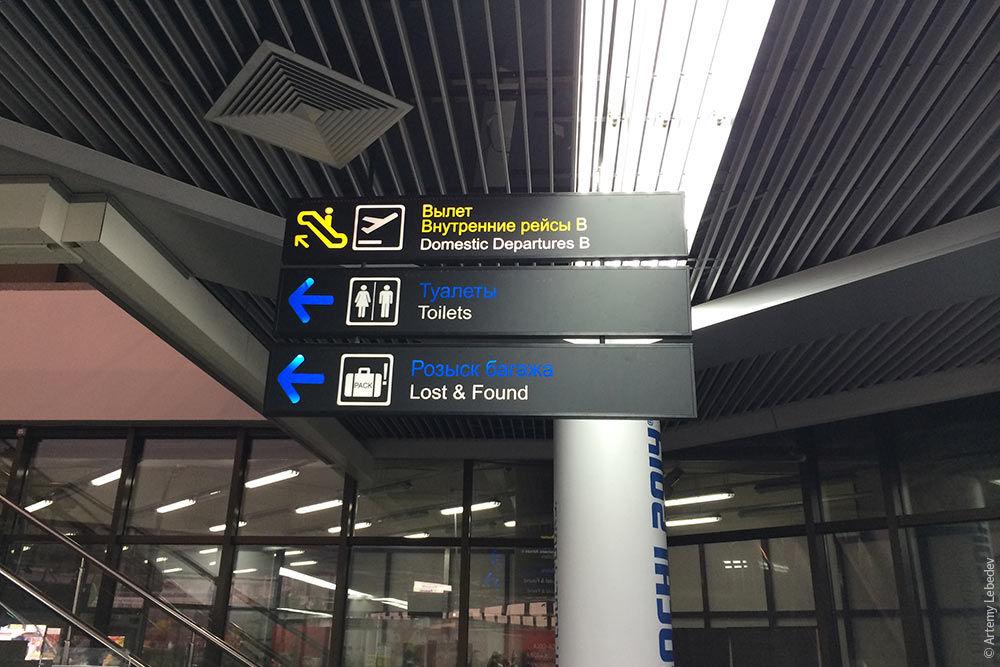 Вылет
Внутренние рейсы B
Domestic Departures B
Туалеты
Toilets
Розыск багажа
PACK
Lost & Found
© Artemy Lebedev